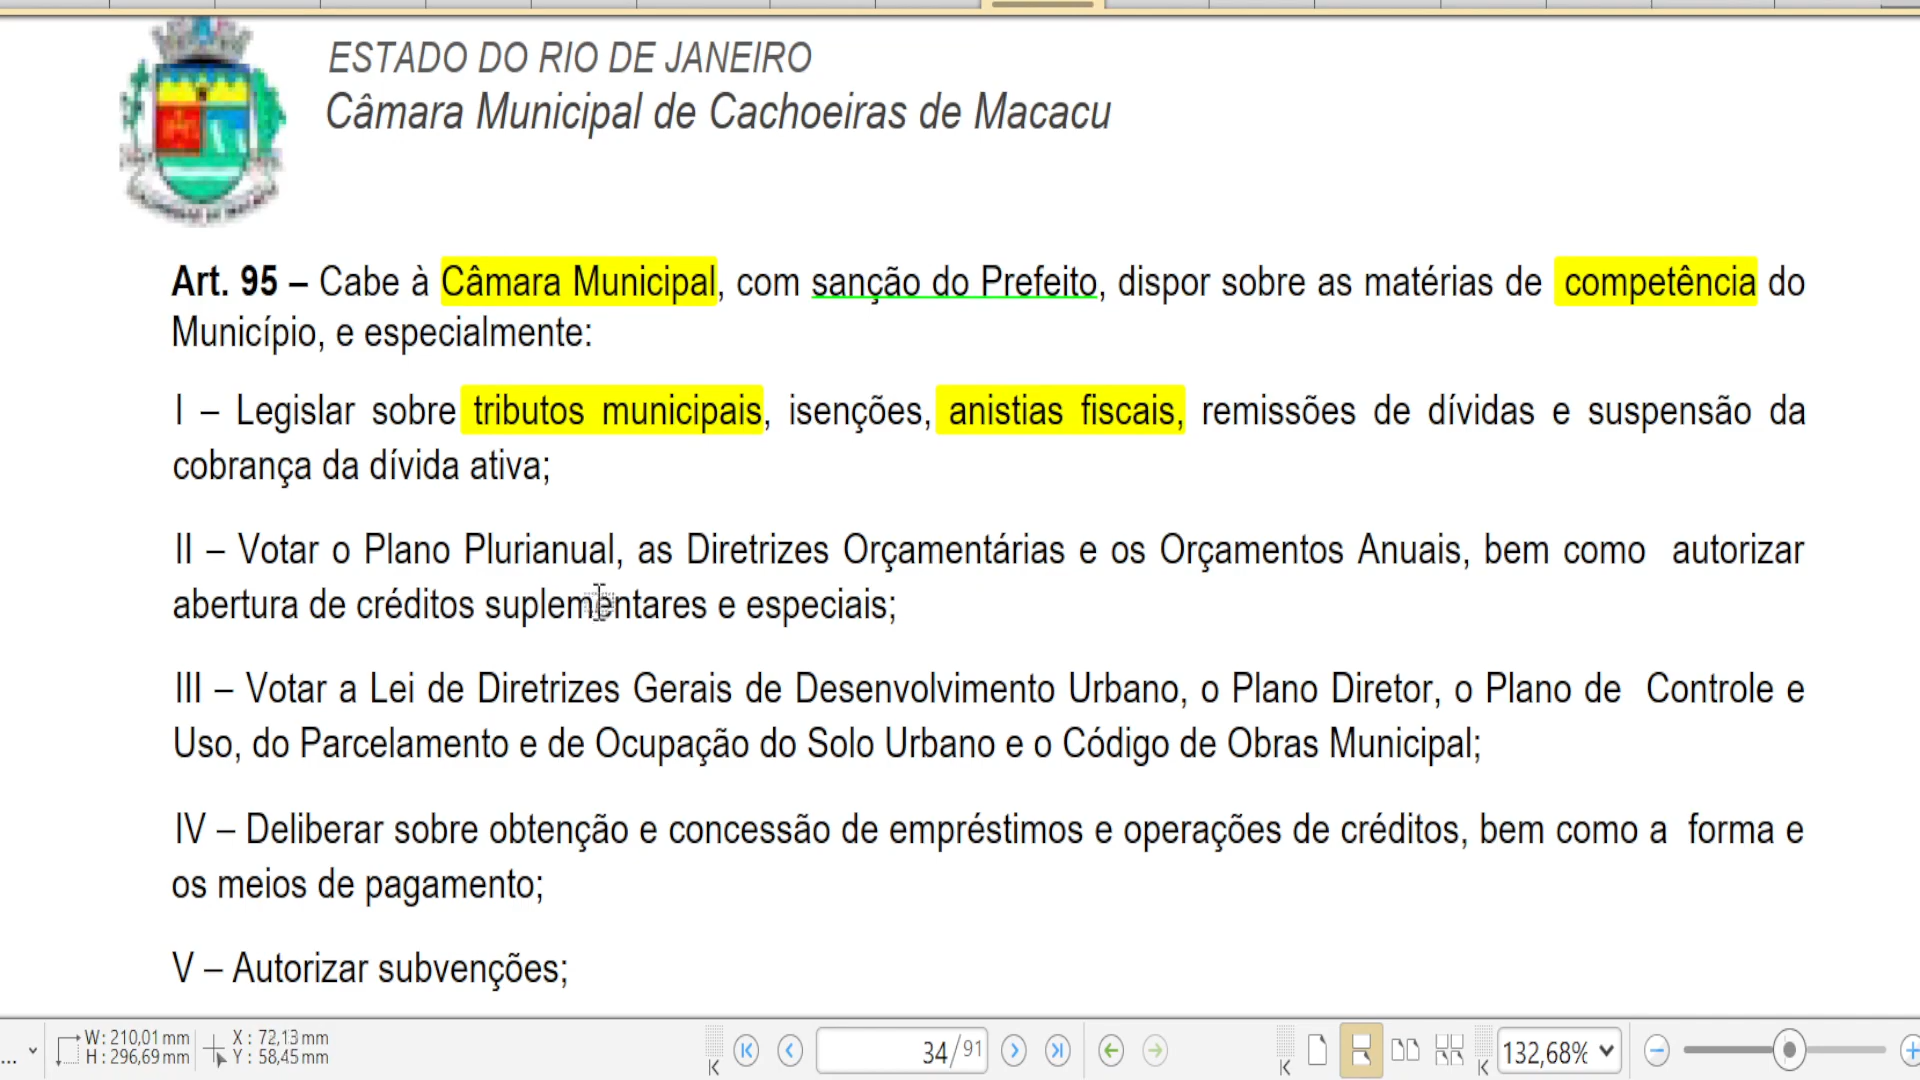 ESTADO DO RIO DE JANEIRO
Câmara Municipal de Cachoeiras de Macacu
Art. 95 – Cabe à Câmara Municipal, com sanção do Prefeito, dispor sobre as matérias de competência do
Município, e especialmente:
I – Legislar sobre tributos municipais, isenções, anistias fiscais, remissões de dívidas e suspensão da
cobrança da dívida ativa;
II – Votar o Plano Plurianual, as Diretrizes Orçamentárias e os Orçamentos Anuais, bem como autorizar
abertura de créditos suplementares e especiais;
III – Votar a Lei de Diretrizes Gerais de Desenvolvimento Urbano, o Plano Diretor, o Plano de Controle e
Uso, do Parcelamento e de Ocupação do Solo Urbano e o Código de Obras Municipal;
IV – Deliberar sobre obtenção e concessão de empréstimos e operações de créditos, bem como a forma e
os meios de pagamento;
V – Autorizar subvenções;
... W: 210,01 mm X: 72,13 mm 34/91 132,68%
H: 296,69 mm Y: 58,45 mm